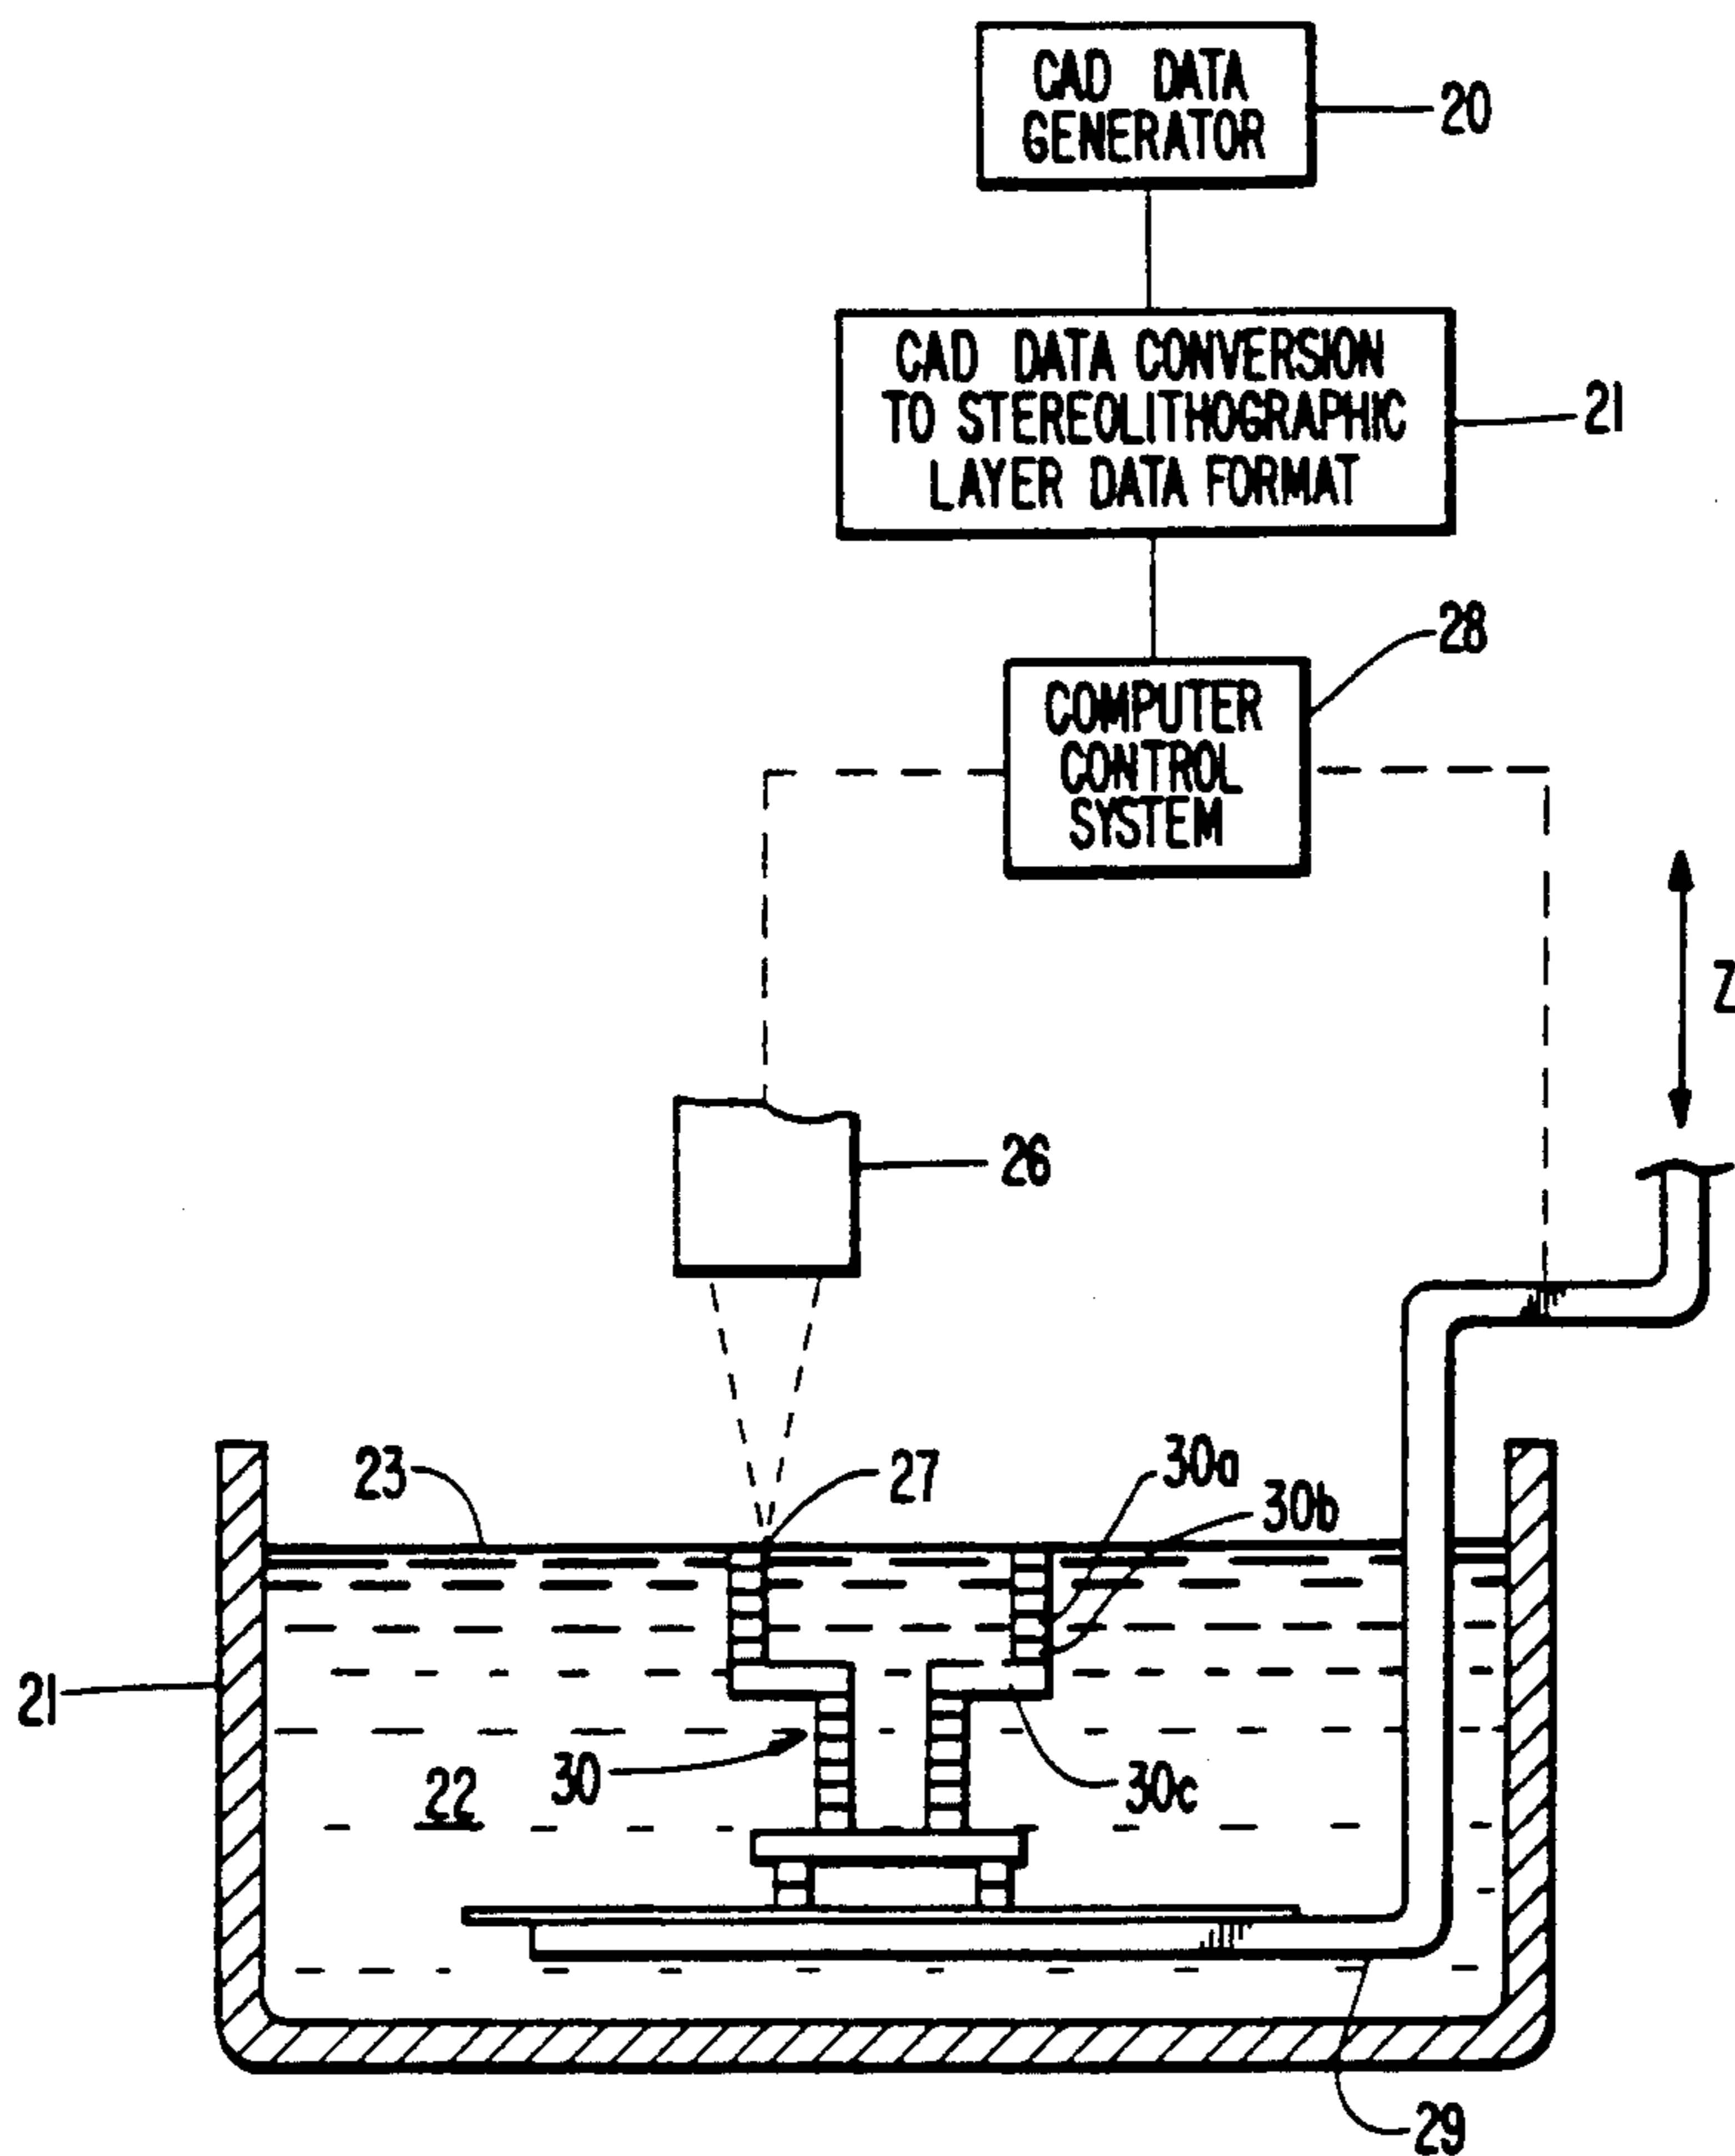 CAD DATA
GENERATOR
20
CAD DATA CONVERSION
TO STEREOLITHOGRAPHIC
LAYER DATA FORMAT
21
28
COMPUTER
CONTROL
SYSTEM
Z
26
23
27
30a
30b
21
22
30
30c
29